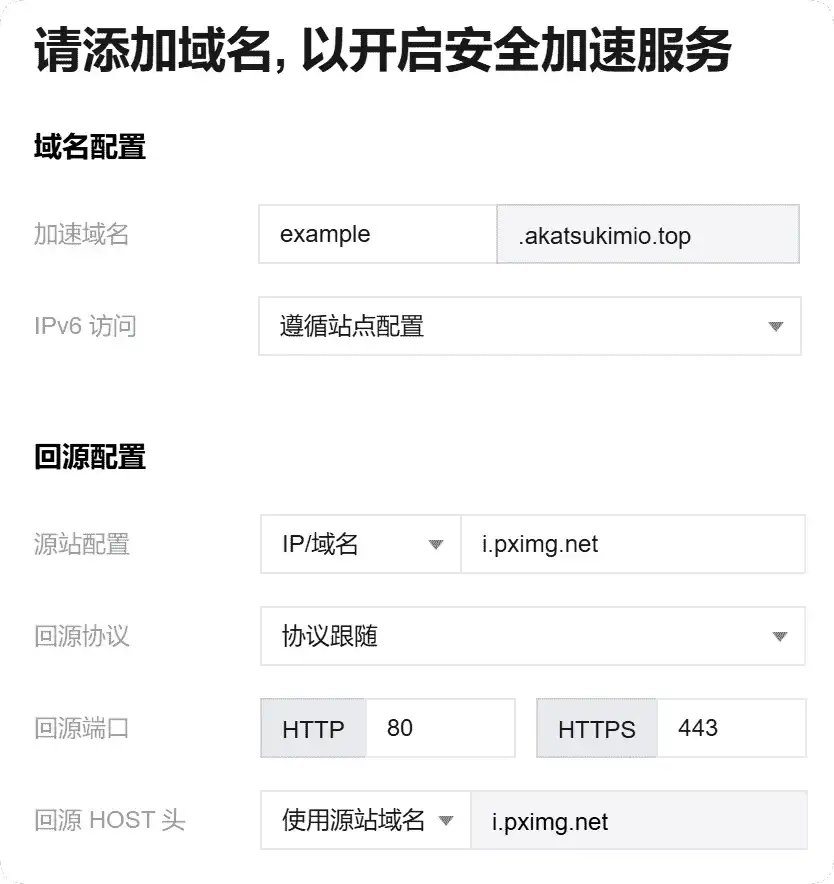 请添加域名, 以开启安全加速服务
域名配置
加速域名 example .akatsukimio.top
IPv6 访问 遵循站点配置
回源配置
源站配置 IP/域名 i.pximg.net
回源协议 协议跟随
回源端口 HTTP 80 HTTPS 443
回源 HOST 头 使用源站域名 i.pximg.net